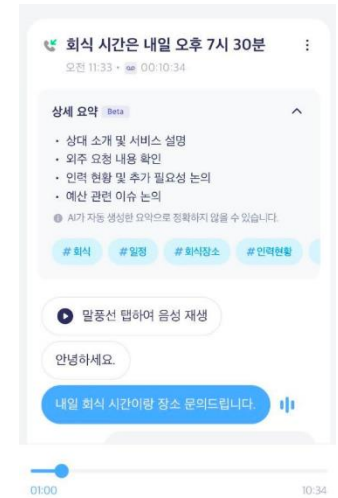 회식 시간은 내일 오후 7시 30분
오전 11:33 • 00:10:34
상세 요약 Beta
• 상대 소개 및 서비스 설명
• 외주 요청 내용 확인
• 인력 현황 및 추가 필요성 논의
• 예산 관련 이슈 논의
AI가 자동 생성한 요약으로 정확하지 않을 수 있습니다.
#회식 #일정 #회식장소 #인력현황
말풍선 탭하여 음성 재생
안녕하세요.
내일 회식 시간이랑 장소 문의드립니다.
01:00 10:34